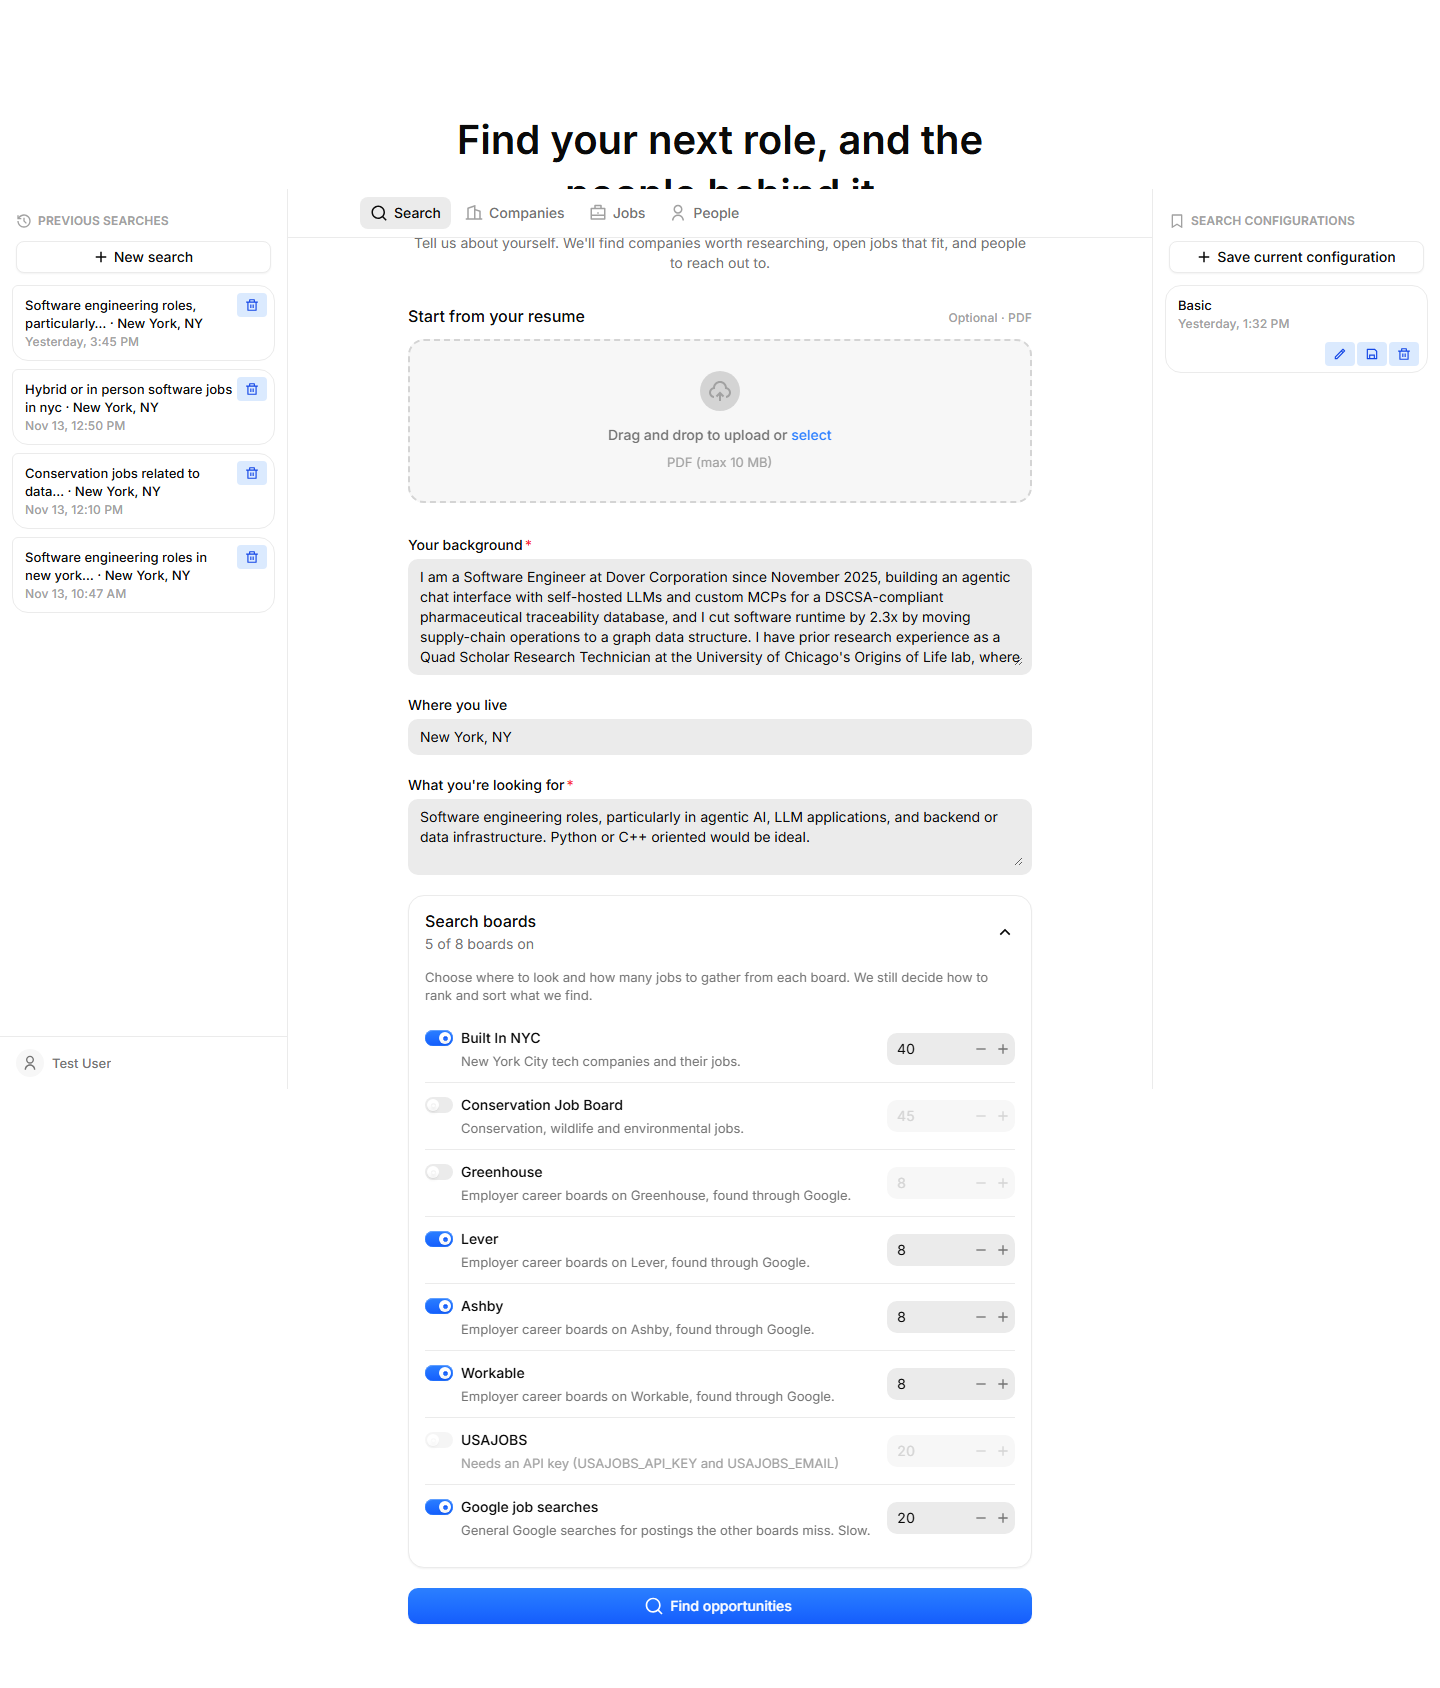 Find your next role, and the
people behind it
Search
Companies
Jobs
People
PREVIOUS SEARCHES
New search
Software engineering roles,
particularly... · New York, NY
Yesterday, 3:45 PM
Hybrid or in person software jobs
in nyc · New York, NY
Nov 13, 12:50 PM
Conservation jobs related to
data... · New York, NY
Nov 13, 12:10 PM
Software engineering roles in
new york... · New York, NY
Nov 13, 10:47 AM
Test User
Tell us about yourself. We'll find companies worth researching, open jobs that fit, and people
to reach out to.
Start from your resume
Optional · PDF
Drag and drop to upload or select
PDF (max 10 MB)
Your background *
I am a Software Engineer at Dover Corporation since November 2025, building an agentic
chat interface with self-hosted LLMs and custom MCPs for a DSCSA-compliant
pharmaceutical traceability database, and I cut software runtime by 2.3x by moving
supply-chain operations to a graph data structure. I have prior research experience as a
Quad Scholar Research Technician at the University of Chicago's Origins of Life lab, where
Where you live
New York, NY
What you're looking for *
Software engineering roles, particularly in agentic AI, LLM applications, and backend or
data infrastructure. Python or C++ oriented would be ideal.
Search boards
5 of 8 boards on
Choose where to look and how many jobs to gather from each board. We still decide how to
rank and sort what we find.
Built In NYC
New York City tech companies and their jobs.
40
Conservation Job Board
Conservation, wildlife and environmental jobs.
45
Greenhouse
Employer career boards on Greenhouse, found through Google.
8
Lever
Employer career boards on Lever, found through Google.
8
Ashby
Employer career boards on Ashby, found through Google.
8
Workable
Employer career boards on Workable, found through Google.
8
USAJOBS
Needs an API key (USAJOBS_API_KEY and USAJOBS_EMAIL)
20
Google job searches
General Google searches for postings the other boards miss. Slow.
20
Find opportunities
SEARCH CONFIGURATIONS
Save current configuration
Basic
Yesterday, 1:32 PM